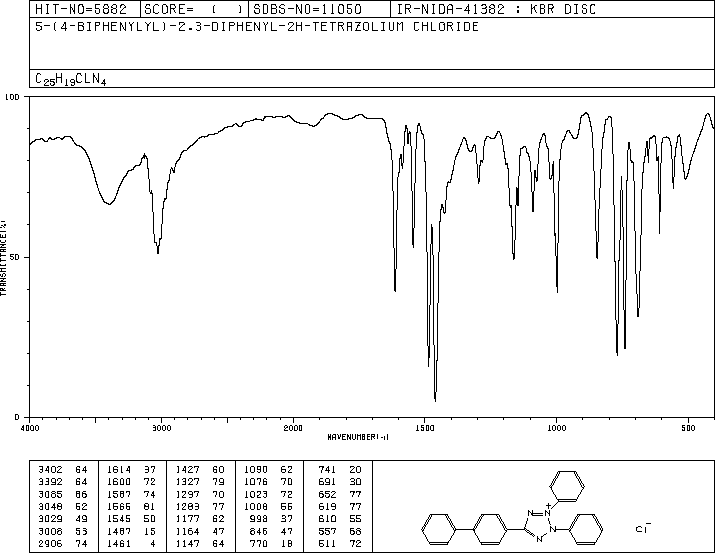 HIT-NO=5882 SCORE= ( ) SDBS-NO=11050 IR-NIDA-41382 : KBR DISC
5-(4-BIPHENYLYL)-2,3-DIPHENYL-2H-TETRAZOLIUM CHLORIDE
C25H19CLN4
100
50
0
TRANSMITTANCE(%)
4000 3000 2000 1500 1000 500
WAVENUMBER(-1)
3402 64 1614 37 1427 60 1090 62 741 20
3392 64 1600 72 1327 79 1076 70 691 30
3085 66 1587 74 1297 70 1023 72 652 77
3048 62 1566 81 1283 77 1008 55 619 77
3029 49 1545 50 1177 62 998 37 610 55
3008 53 1487 15 1164 47 846 47 557 68
2906 74 1461 4 1147 64 770 18 511 72
N N+ N N Cl−